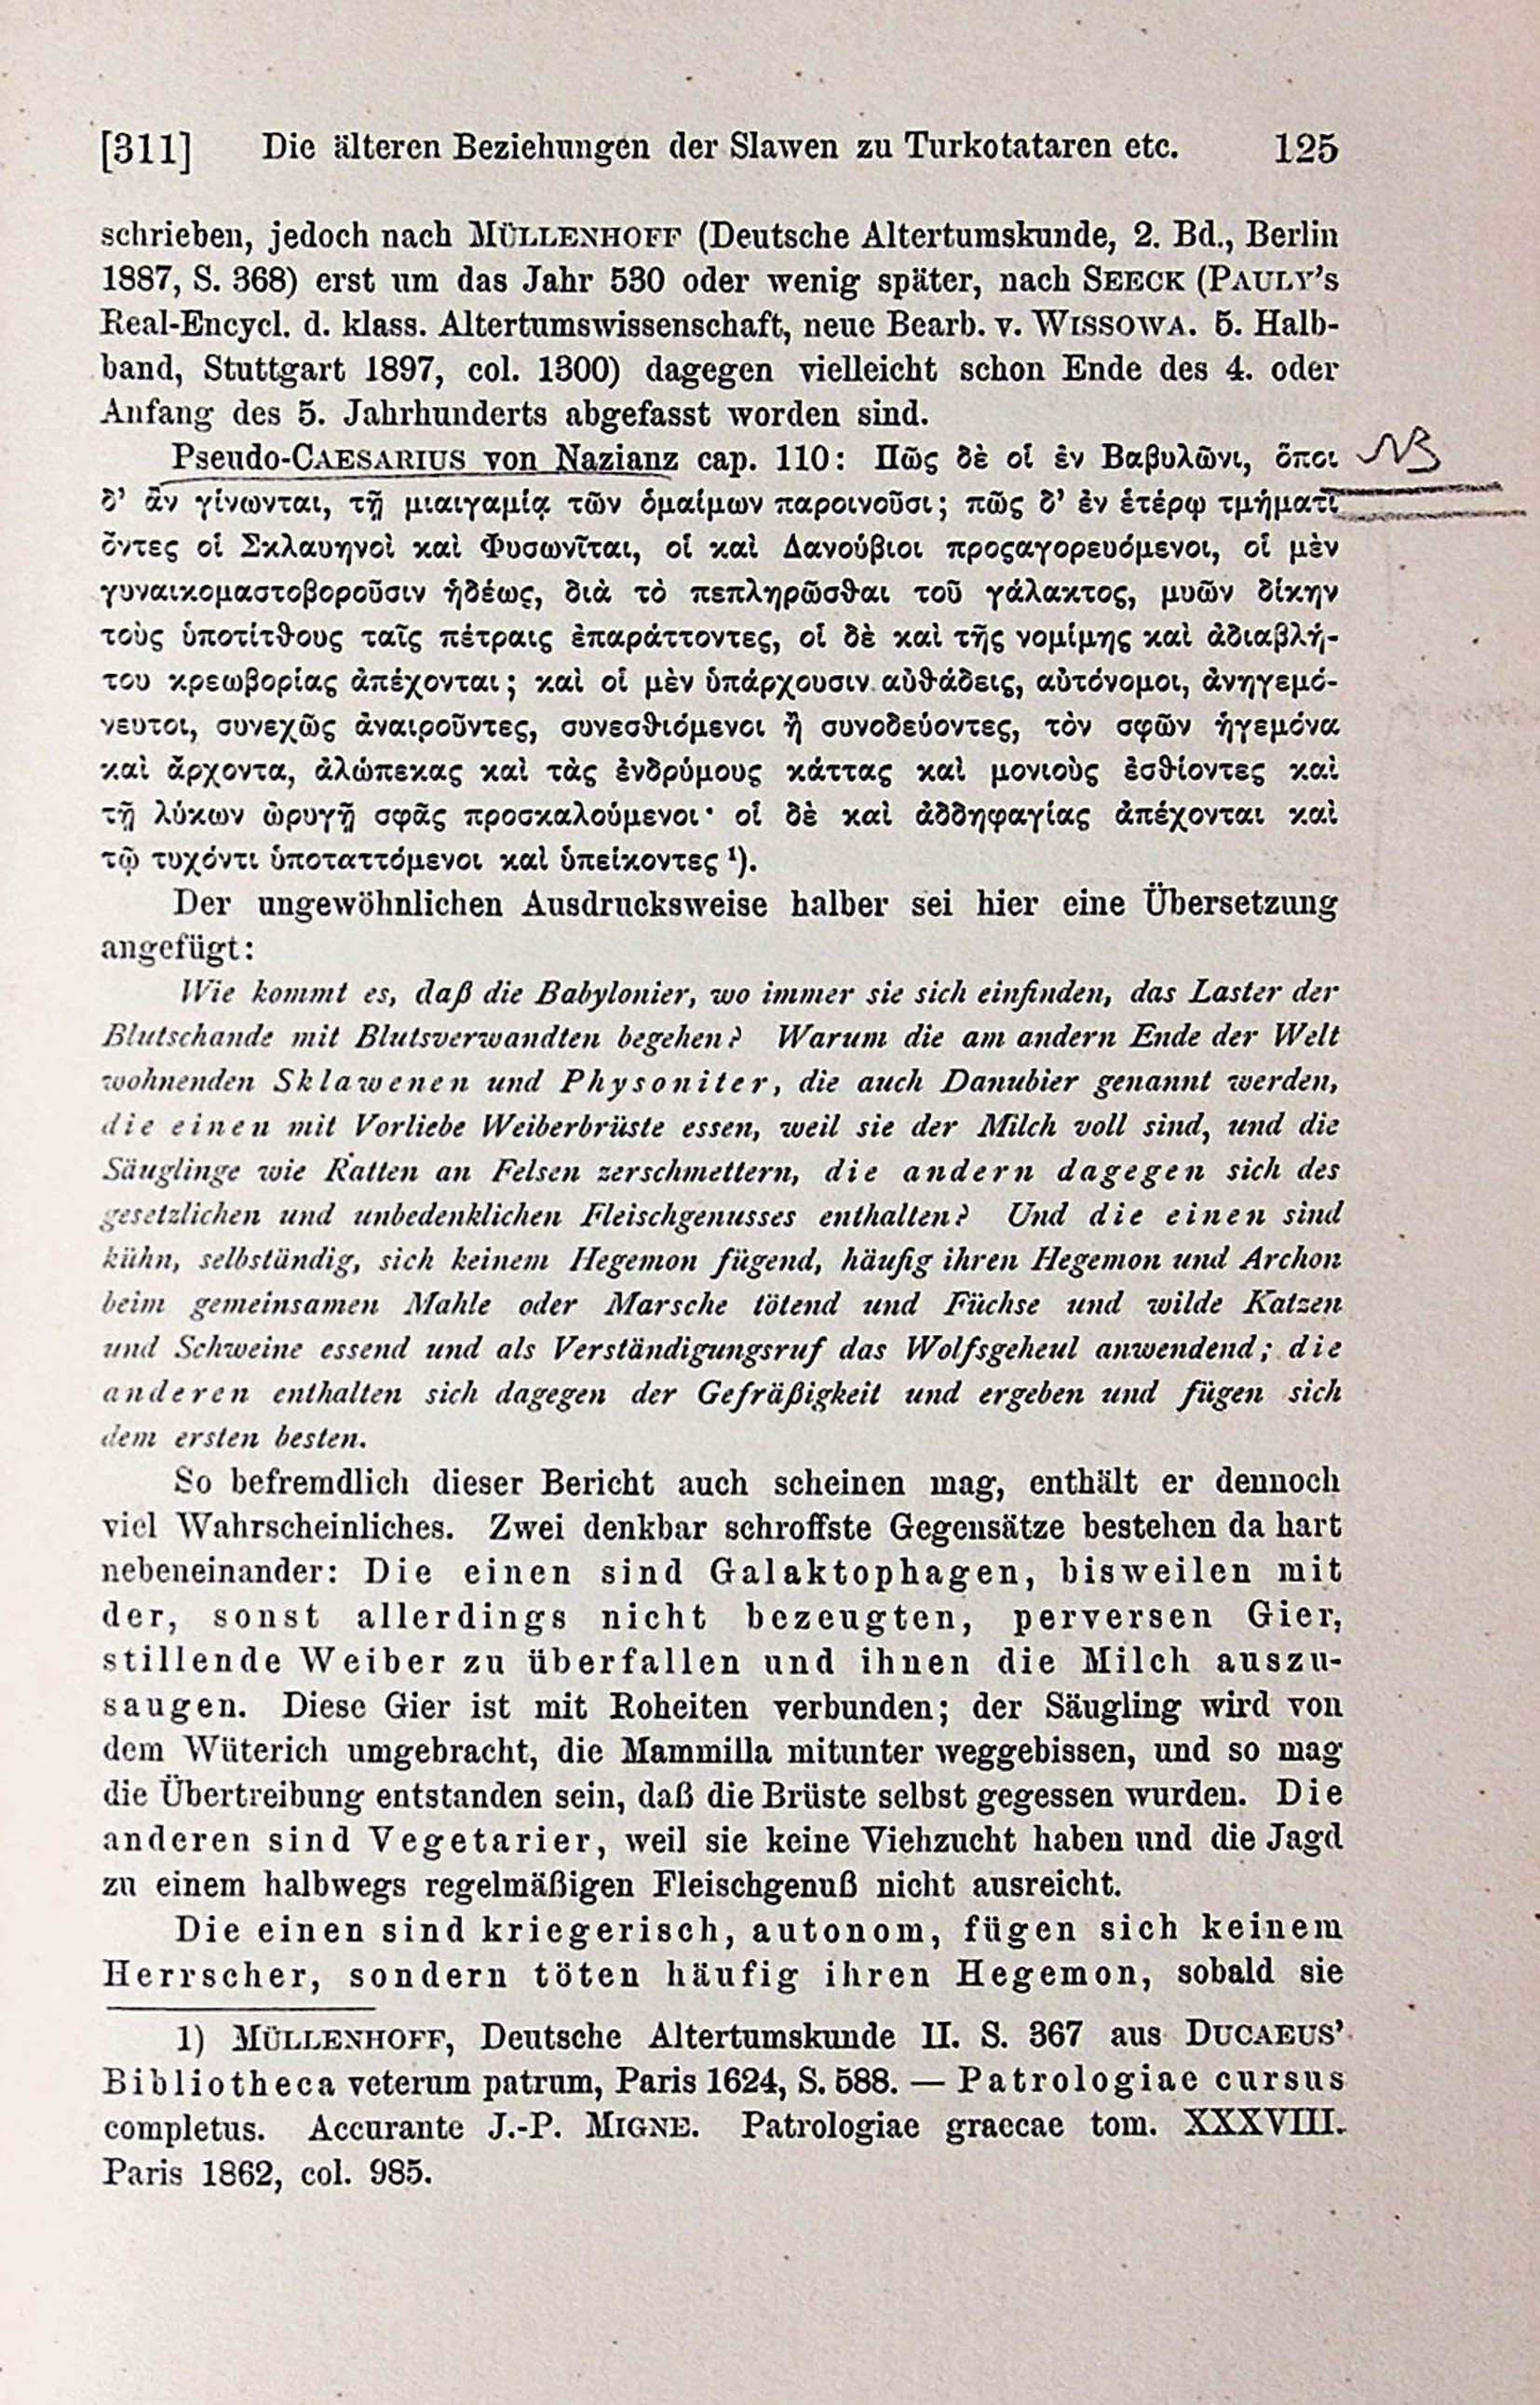 [311] Die älteren Beziehungen der Slawen zu Turkotataren etc. 125
schrieben, jedoch nach MÜLLENHOFF (Deutsche Altertumskunde, 2. Bd., Berlin
1887, S. 368) erst um das Jahr 530 oder wenig später, nach SEECK (PAULY's
Real-Encycl. d. klass. Altertumswissenschaft, neue Bearb. v. WISSOWA. 5. Halb-
band, Stuttgart 1897, col. 1300) dagegen vielleicht schon Ende des 4. oder
Anfang des 5. Jahrhunderts abgefasst worden sind.
Pseudo-CAESARIUS von Nazianz cap. 110: Πῶς δὲ οἱ ἐν Βαβυλῶνι, ὅποι NB
δ' ἂν γίνωνται, τῇ μιαιγαμίᾳ τῶν ὁμαίμων παροινοῦσι; πῶς δ' ἐν ἑτέρῳ τμήματι
ὄντες οἱ Σκλαυηνοὶ καὶ Φυσωνῖται, οἱ καὶ Δανούβιοι προςαγορευόμενοι, οἱ μὲν
γυναικομαστοβοροῦσιν ἡδέως, διὰ τὸ πεπληρῶσθαι τοῦ γάλακτος, μυῶν δίκην
τοὺς ὑποτίτθους ταῖς πέτραις ἐπαράττοντες, οἱ δὲ καὶ τῆς νομίμης καὶ ἀδιαβλή-
του κρεωβορίας ἀπέχονται; καὶ οἱ μὲν ὑπάρχουσιν αὐθάδεις, αὐτόνομοι, ἀνηγεμό-
νευτοι, συνεχῶς ἀναιροῦντες, συνεσθιόμενοι ἢ συνοδεύοντες, τὸν σφῶν ἡγεμόνα
καὶ ἄρχοντα, ἀλώπεκας καὶ τὰς ἐνδρύμους κάττας καὶ μονιοὺς ἐσθίοντες καὶ
τῇ λύκων ὠρυγῇ σφᾶς προσκαλούμενοι· οἱ δὲ καὶ ἀδδηφαγίας ἀπέχονται καὶ
τῷ τυχόντι ὑποταττόμενοι καὶ ὑπείκοντες ¹).
Der ungewöhnlichen Ausdrucksweise halber sei hier eine Übersetzung
angefügt:
Wie kommt es, daß die Babylonier, wo immer sie sich einfinden, das Laster der
Blutschande mit Blutsverwandten begehen? Warum die am andern Ende der Welt
wohnenden Sklawenen und Physoniter, die auch Danubier genannt werden,
die einen mit Vorliebe Weiberbrüste essen, weil sie der Milch voll sind, und die
Säuglinge wie Ratten an Felsen zerschmettern, die andern dagegen sich des
gesetzlichen und unbedenklichen Fleischgenusses enthalten? Und die einen sind
kühn, selbständig, sich keinem Hegemon fügend, häufig ihren Hegemon und Archon
beim gemeinsamen Mahle oder Marsche tötend und Füchse und wilde Katzen
und Schweine essend und als Verständigungsruf das Wolfsgeheul anwendend; die
anderen enthalten sich dagegen der Gefräßigkeit und ergeben und fügen sich
dem ersten besten.
So befremdlich dieser Bericht auch scheinen mag, enthält er dennoch
viel Wahrscheinliches. Zwei denkbar schroffste Gegensätze bestehen da hart
nebeneinander: Die einen sind Galaktophagen, bisweilen mit
der, sonst allerdings nicht bezeugten, perversen Gier,
stillende Weiber zu überfallen und ihnen die Milch auszu-
saugen. Diese Gier ist mit Roheiten verbunden; der Säugling wird von
dem Wüterich umgebracht, die Mammilla mitunter weggebissen, und so mag
die Übertreibung entstanden sein, daß die Brüste selbst gegessen wurden. Die
anderen sind Vegetarier, weil sie keine Viehzucht haben und die Jagd
zu einem halbwegs regelmäßigen Fleischgenuß nicht ausreicht.
Die einen sind kriegerisch, autonom, fügen sich keinem
Herrscher, sondern töten häufig ihren Hegemon, sobald sie
1) MÜLLENHOFF, Deutsche Altertumskunde II. S. 367 aus DUCAEUS'
Bibliotheca veterum patrum, Paris 1624, S. 588. — Patrologiae cursus
completus. Accurante J.-P. MIGNE. Patrologiae graecae tom. XXXVIII.
Paris 1862, col. 985.